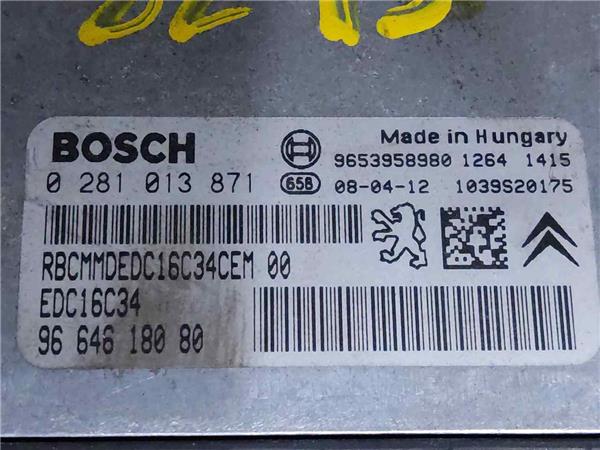 BOSCH
Made in Hungary
9653958980 1264 1415
0 281 013 871
658
08-04-12 1039S20175
RBCMMDEDC16C34CEM 00
EDC16C34
96 646 180 80